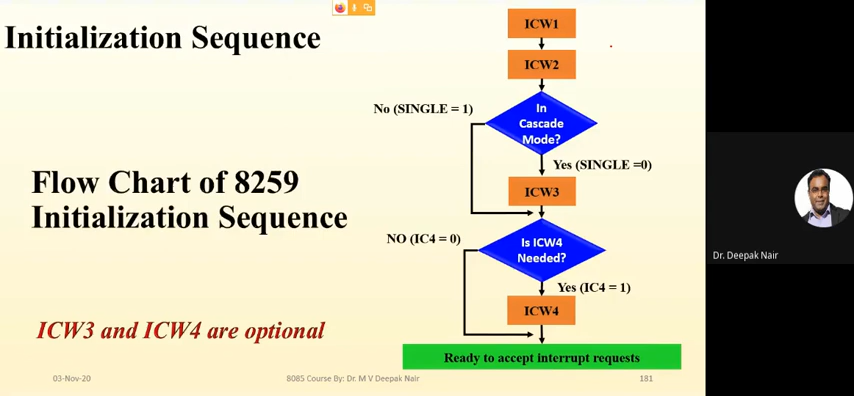 Initialization Sequence
ICW1
ICW2
No (SINGLE = 1)
In
Cascade
Mode?
Yes (SINGLE =0)
Flow Chart of 8259
Initialization Sequence
ICW3
NO (IC4 = 0)
Is ICW4
Needed?
Yes (IC4 = 1)
ICW4
ICW3 and ICW4 are optional
Ready to accept interrupt requests
03-Nov-20
8085 Course By: Dr. M V Deepak Nair
181
Dr. Deepak Nair